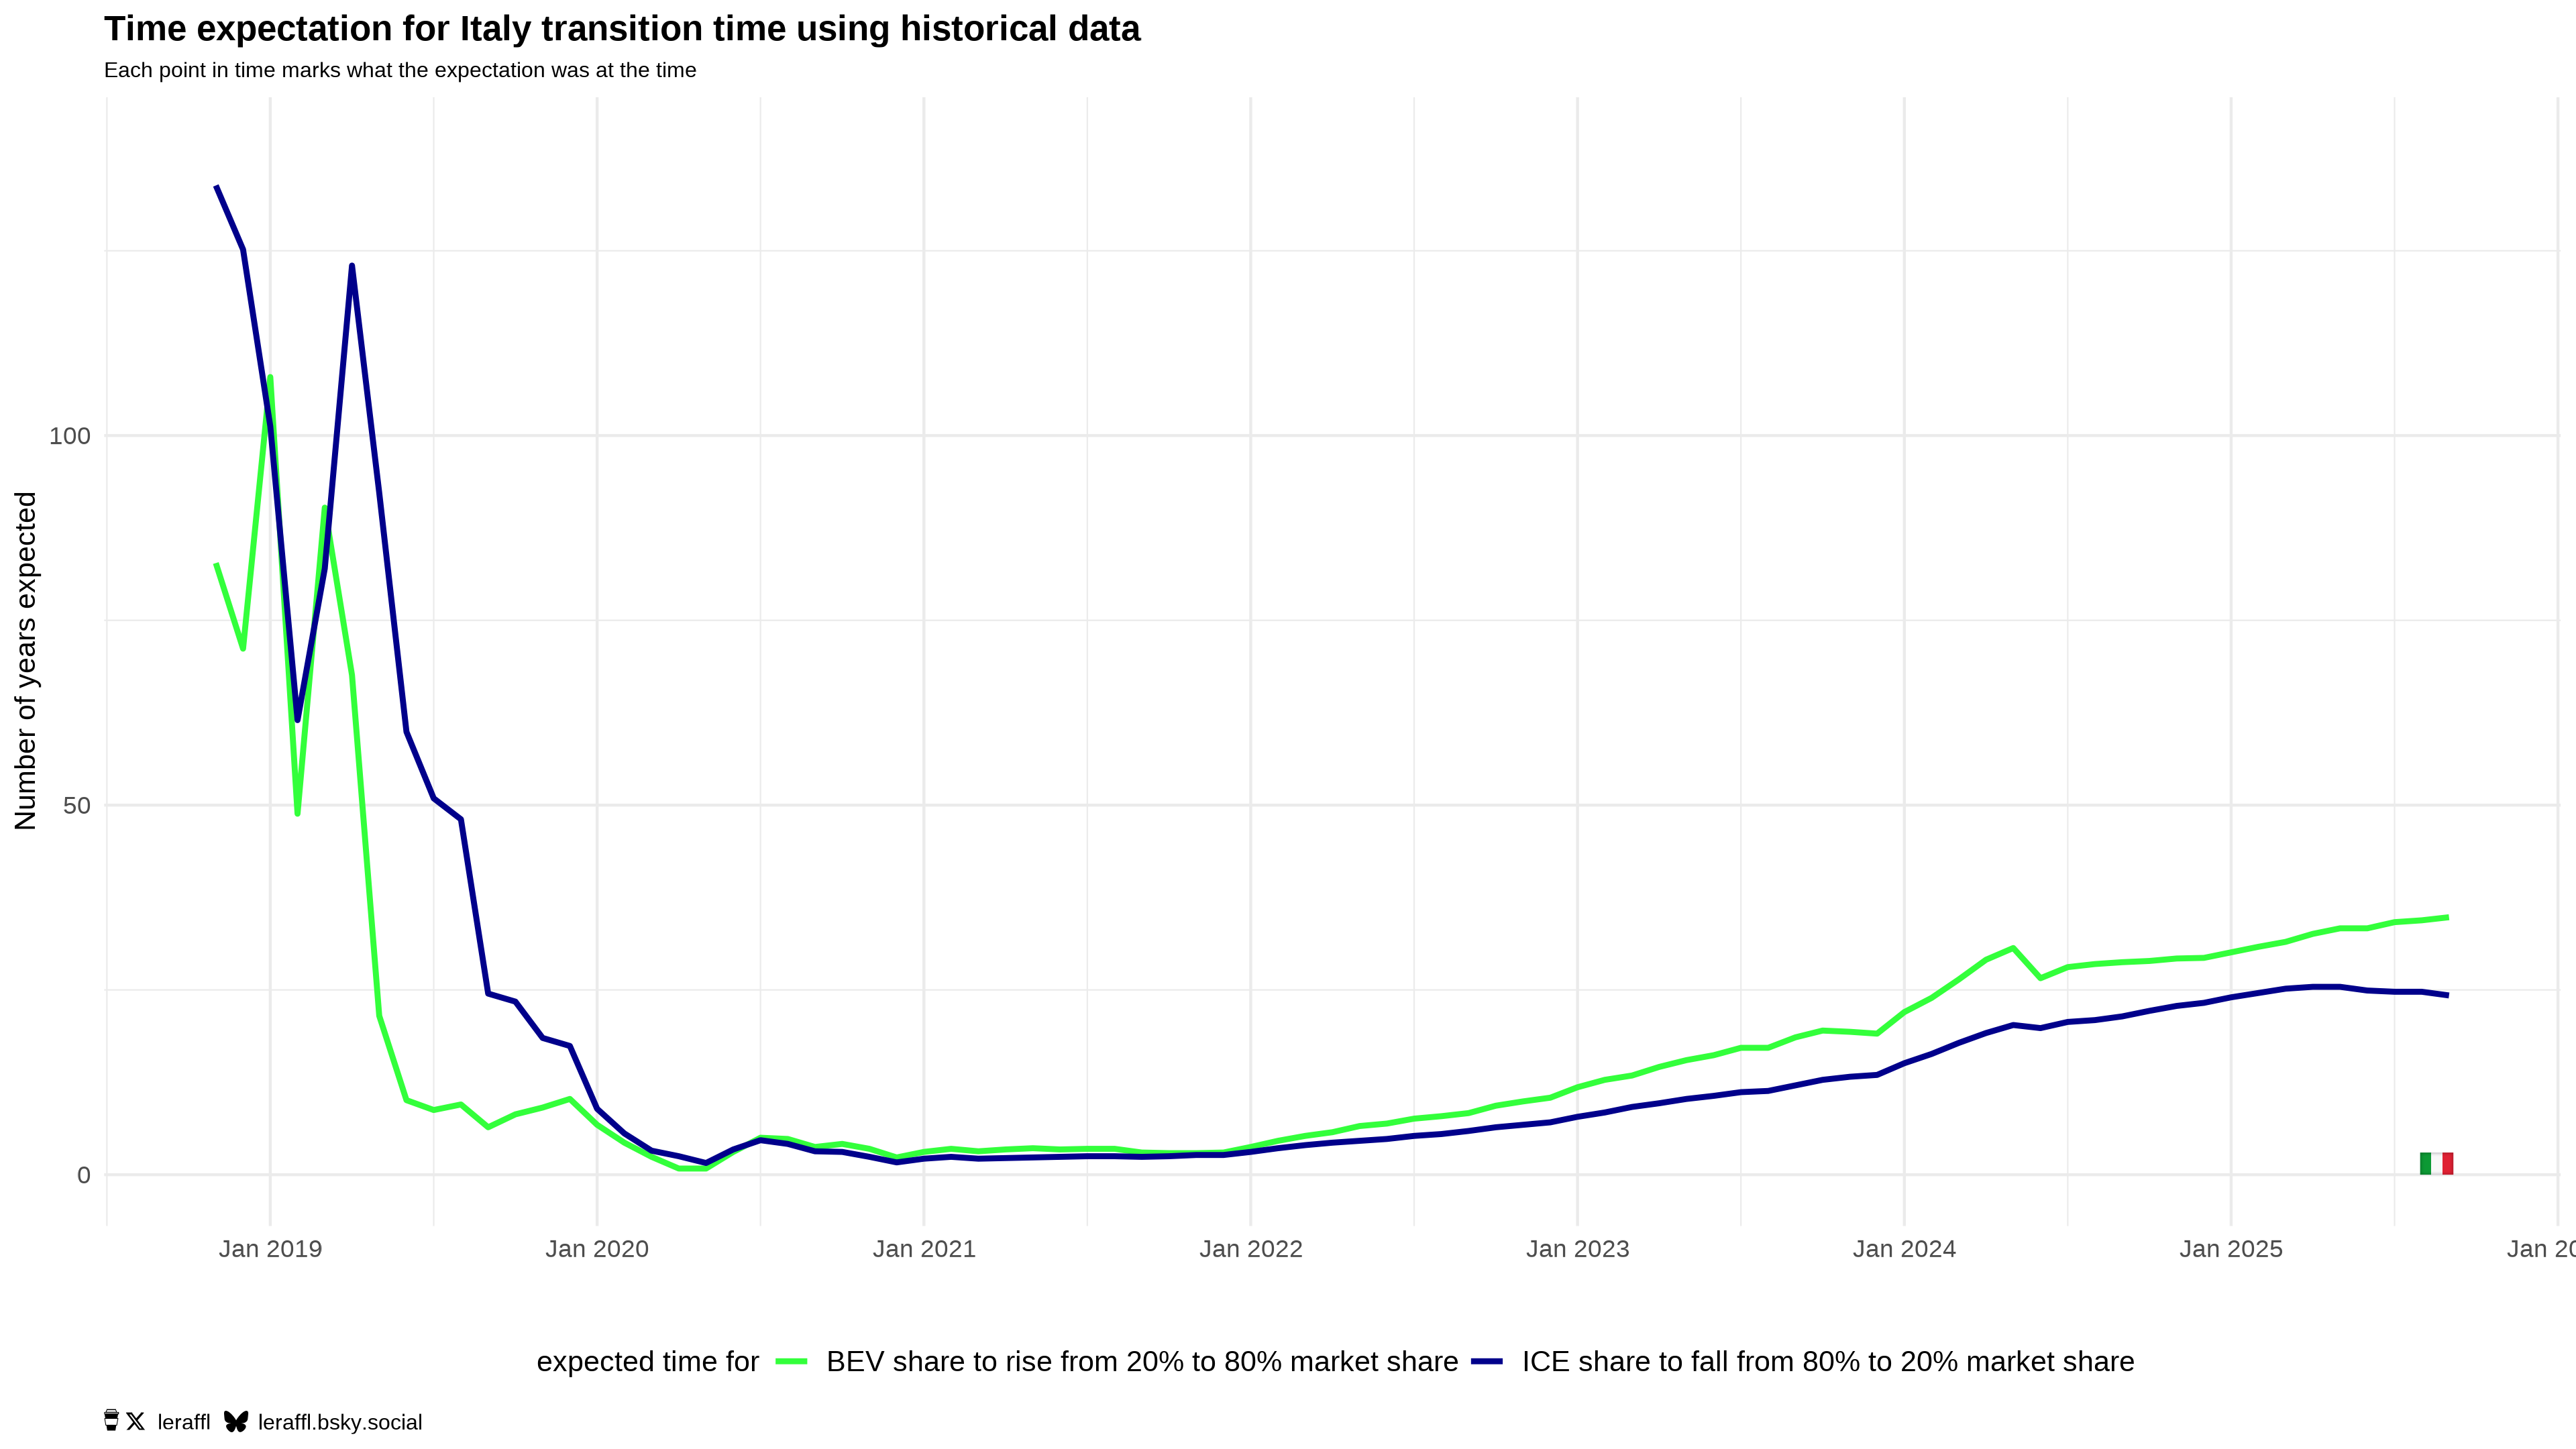 Time expectation for Italy transition time using historical data
Each point in time marks what the expectation was at the time
Number of years expected
100
50
0
Jan 2019
Jan 2020
Jan 2021
Jan 2022
Jan 2023
Jan 2024
Jan 2025
Jan 20
expected time for
BEV share to rise from 20% to 80% market share
ICE share to fall from 80% to 20% market share
leraffl
leraffl.bsky.social